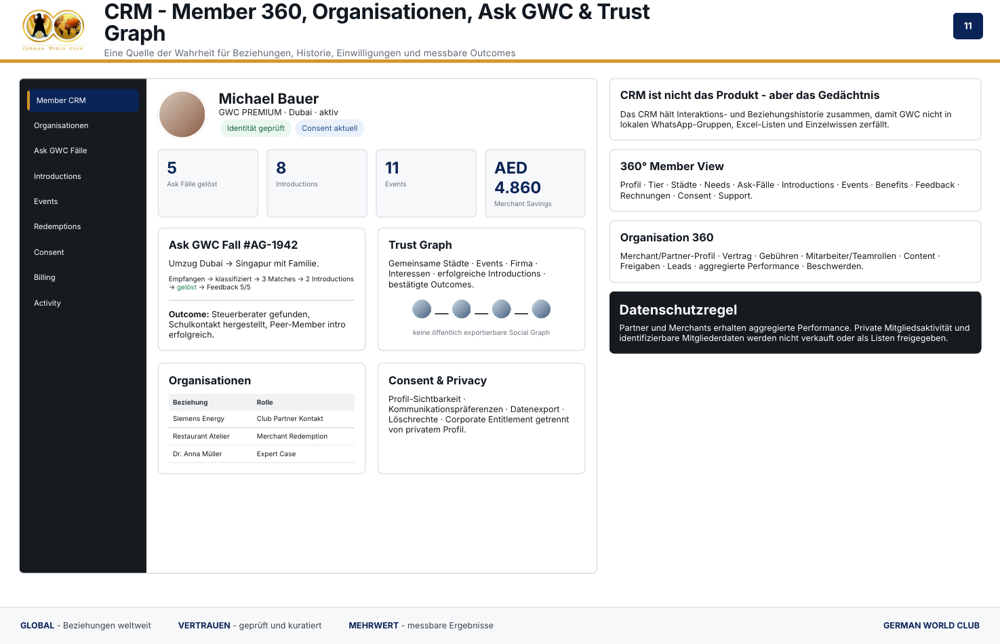 CRM - Member 360, Organisationen, Ask GWC & Trust
Graph
Eine Quelle der Wahrheit für Beziehungen, Historie, Einwilligungen und messbare Outcomes
GERMAN WORLD CLUB
11
Member CRM
Organisationen
Ask GWC Fälle
Introductions
Events
Redemptions
Consent
Billing
Activity
Michael Bauer
GWC PREMIUM · Dubai · aktiv
Identität geprüft
Consent aktuell
5
Ask Fälle gelöst
8
Introductions
11
Events
AED
4.860
Merchant Savings
Ask GWC Fall #AG-1942
Umzug Dubai → Singapur mit Familie.
Empfangen → klassifiziert → 3 Matches → 2 Introductions
→ gelöst → Feedback 5/5
Outcome: Steuerberater gefunden,
Schulkontakt hergestellt, Peer-Member intro
erfolgreich.
Trust Graph
Gemeinsame Städte · Events · Firma ·
Interessen · erfolgreiche Introductions ·
bestätigte Outcomes.
keine öffentlich exportierbare Social Graph
Organisationen
Beziehung Rolle
Siemens Energy Club Partner Kontakt
Restaurant Atelier Merchant Redemption
Dr. Anna Müller Expert Case
Consent & Privacy
Profil-Sichtbarkeit ·
Kommunikationspräferenzen · Datenexport ·
Löschrechte · Corporate Entitlement getrennt
von privatem Profil.
CRM ist nicht das Produkt - aber das Gedächtnis
Das CRM hält Interaktions- und Beziehungshistorie zusammen, damit GWC nicht in
lokalen WhatsApp-Gruppen, Excel-Listen und Einzelwissen zerfällt.
360° Member View
Profil · Tier · Städte · Needs · Ask-Fälle · Introductions · Events · Benefits · Feedback ·
Rechnungen · Consent · Support.
Organisation 360
Merchant/Partner-Profil · Vertrag · Gebühren · Mitarbeiter/Teamrollen · Content ·
Freigaben · Leads · aggregierte Performance · Beschwerden.
Datenschutzregel
Partner und Merchants erhalten aggregierte Performance. Private Mitgliedsaktivität und
identifizierbare Mitgliederdaten werden nicht verkauft oder als Listen freigegeben.
GLOBAL - Beziehungen weltweit
VERTRAUEN - geprüft und kuratiert
MEHRWERT - messbare Ergebnisse
GERMAN WORLD CLUB